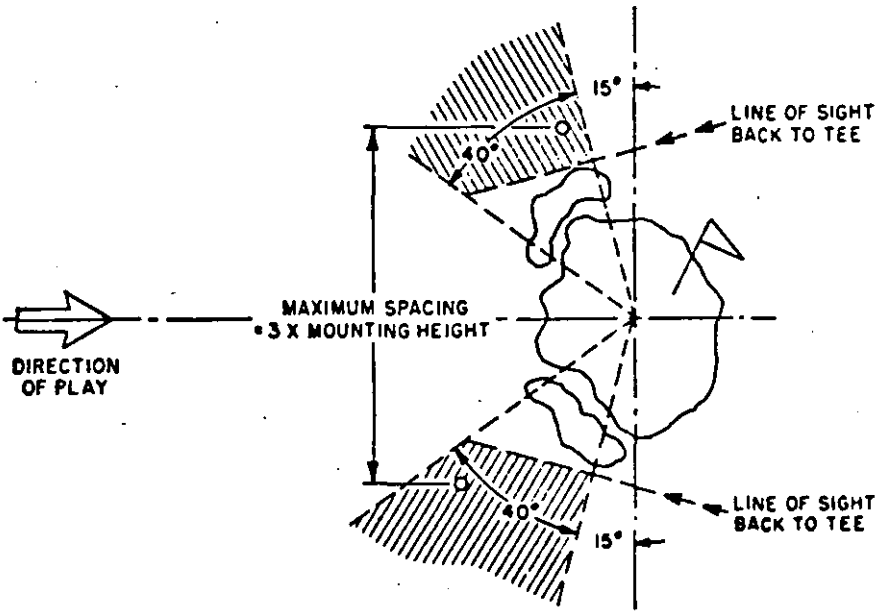 15°
LINE OF SIGHT
BACK TO TEE
40°
MAXIMUM SPACING
= 3 X MOUNTING HEIGHT
DIRECTION
OF PLAY
40°
LINE OF SIGHT
BACK TO TEE
15°